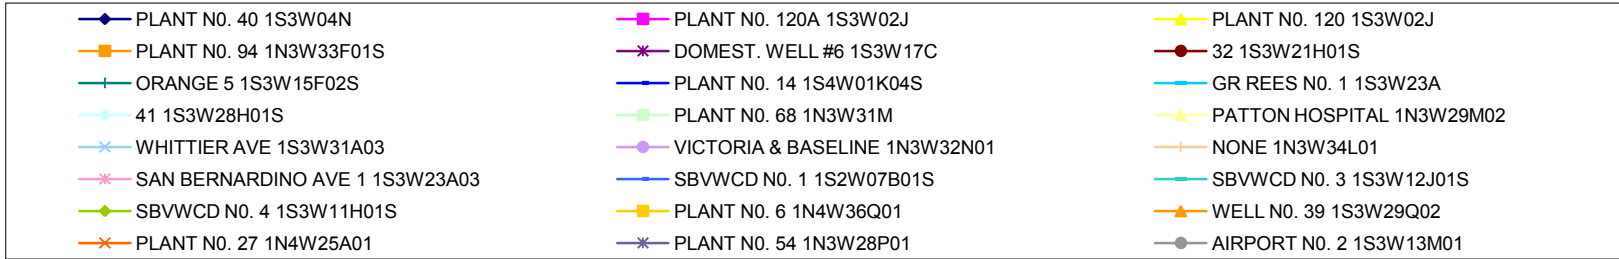 PLANT N0. 40 1S3W04N PLANT N0. 120A 1S3W02J PLANT N0. 120 1S3W02J
PLANT N0. 94 1N3W33F01S DOMEST. WELL #6 1S3W17C 32 1S3W21H01S
ORANGE 5 1S3W15F02S PLANT N0. 14 1S4W01K04S GR REES N0. 1 1S3W23A
41 1S3W28H01S PLANT N0. 68 1N3W31M PATTON HOSPITAL 1N3W29M02
WHITTIER AVE 1S3W31A03 VICTORIA & BASELINE 1N3W32N01 NONE 1N3W34L01
SAN BERNARDINO AVE 1 1S3W23A03 SBVWCD N0. 1 1S2W07B01S SBVWCD N0. 3 1S3W12J01S
SBVWCD N0. 4 1S3W11H01S PLANT N0. 6 1N4W36Q01 WELL N0. 39 1S3W29Q02
PLANT N0. 27 1N4W25A01 PLANT N0. 54 1N3W28P01 AIRPORT N0. 2 1S3W13M01